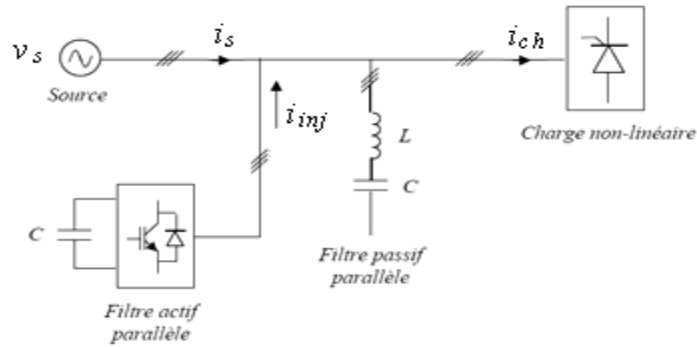 v s
Source
i s
i ch
Charge non-linéaire
i inj
L
C
Filtre passif
parallèle
C
Filtre actif
parallèle